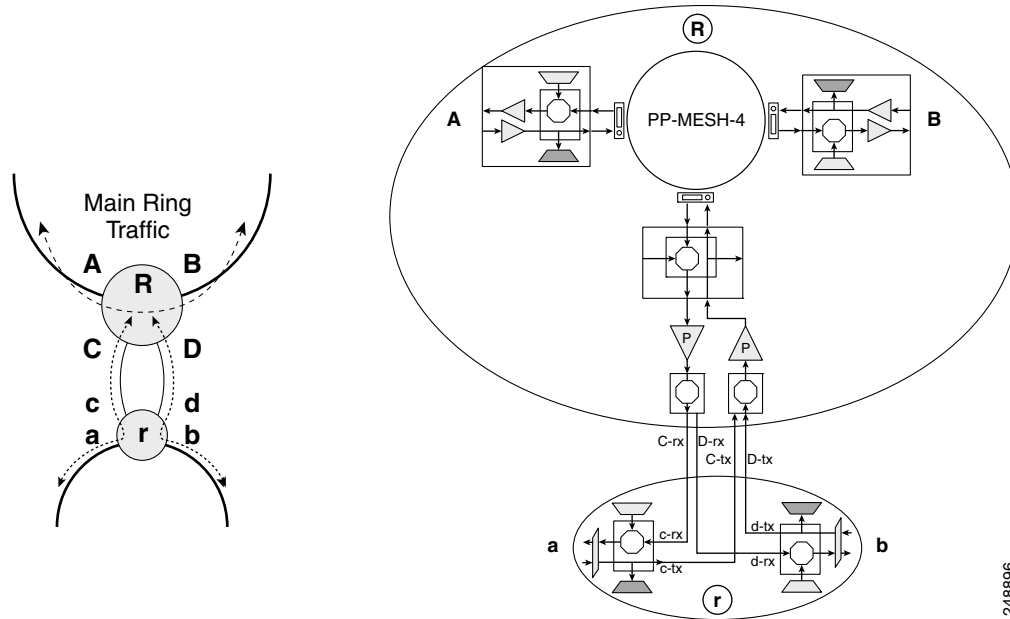 Main Ring
Traffic
A
B
R
C
D
c
d
a
r
b
R
PP-MESH-4
A
B
P
P
C-rx
D-rx
C-tx
D-tx
a
c-rx
c-tx
d-tx
d-rx
b
r
248896